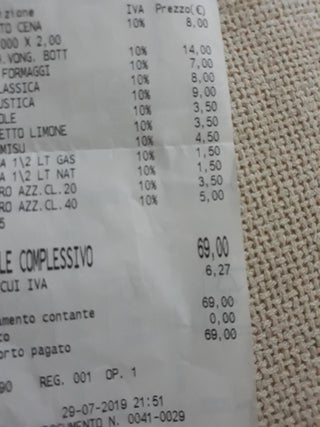 izione IVA Prezzo(€)
TO CENA 10% 8,00
000 X 2,00
.VONG. BOTT 10% 14,00
FORMAGGI 10% 7,00
LASSICA 10% 8,00
USTICA 10% 9,00
OLE 10% 3,50
ETTO LIMONE 10% 3,50
MISU 10% 4,50
A 1\2 LT GAS 10% 1,50
A 1\2 LT NAT 10% 1,50
RO AZZ.CL.20 10% 3,50
RO AZZ.CL.40 10% 5,00
5
LE COMPLESSIVO 69,00
CUI IVA 6,27
amento contante 69,00
to 0,00
orto pagato 69,00
90 REG. 001 OP. 1
29-07-2019 21:51
DOCUMENTO N. 0041-0029